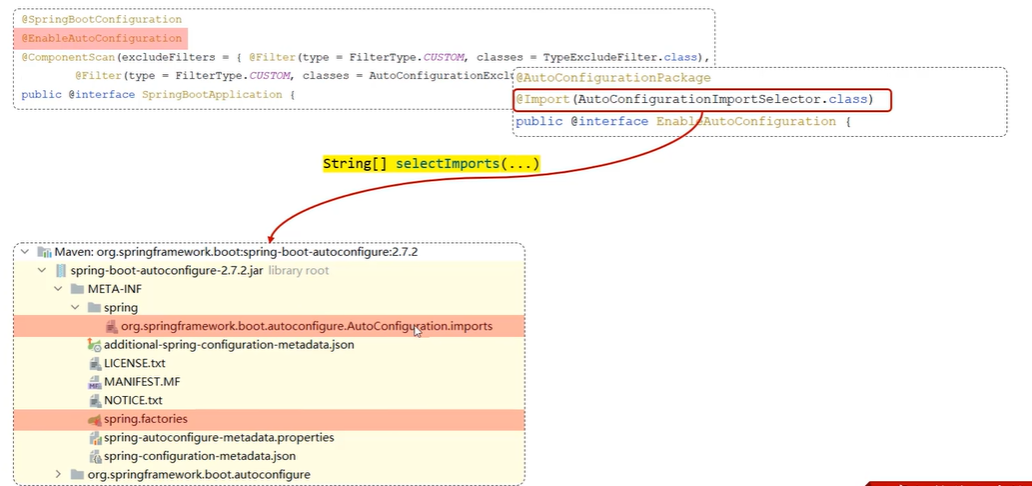 @SpringBootConfiguration
@EnableAutoConfiguration
@ComponentScan(excludeFilters = { @Filter(type = FilterType.CUSTOM, classes = TypeExcludeFilter.class),
@Filter(type = FilterType.CUSTOM, classes = AutoConfigurationExcl
public @interface SpringBootApplication {
@AutoConfigurationPackage
@Import(AutoConfigurationImportSelector.class)
public @interface EnableAutoConfiguration {
String[] selectImports(...)
Maven: org.springframework.boot:spring-boot-autoconfigure:2.7.2
spring-boot-autoconfigure-2.7.2.jar library root
META-INF
spring
org.springframework.boot.autoconfigure.AutoConfiguration.imports
additional-spring-configuration-metadata.json
LICENSE.txt
MANIFEST.MF
NOTICE.txt
spring.factories
spring-autoconfigure-metadata.properties
spring-configuration-metadata.json
org.springframework.boot.autoconfigure